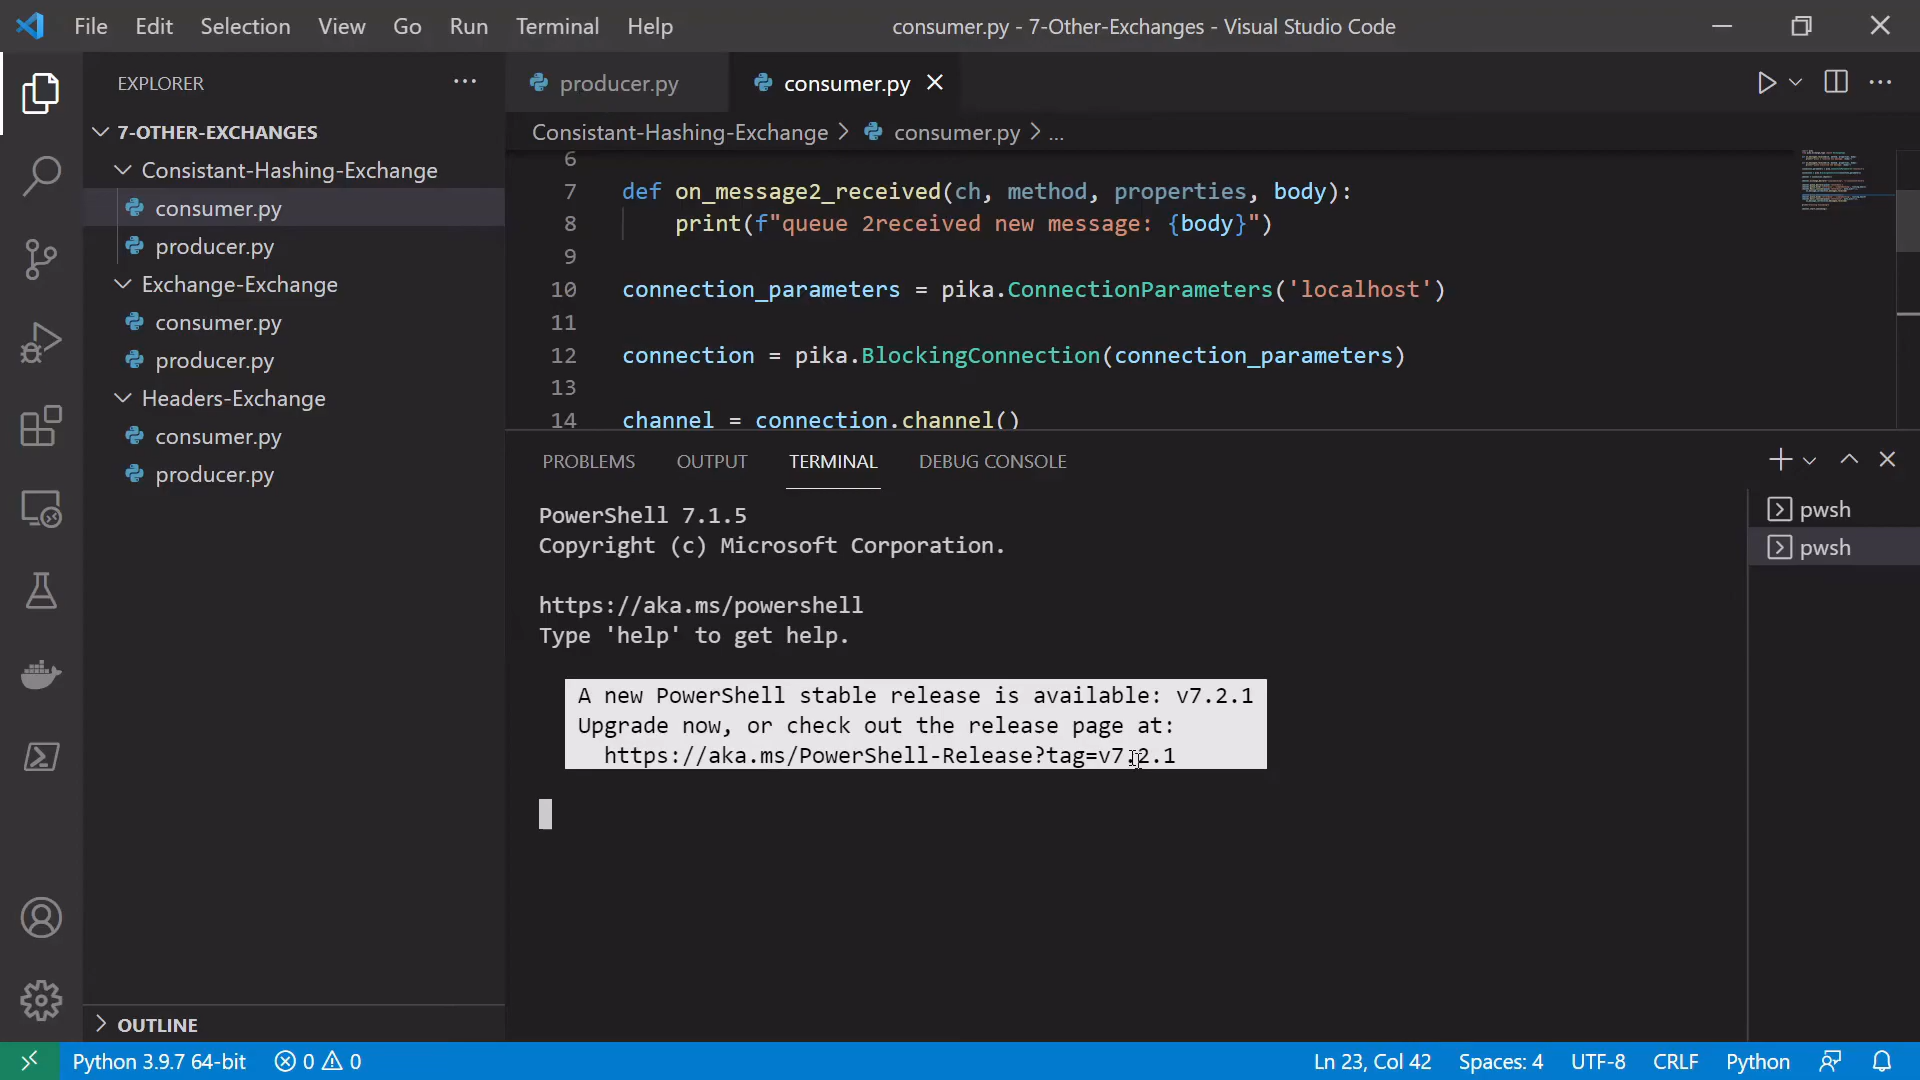 File Edit Selection View Go Run Terminal Help
consumer.py - 7-Other-Exchanges - Visual Studio Code
EXPLORER
7-OTHER-EXCHANGES
Consistant-Hashing-Exchange
consumer.py
producer.py
Exchange-Exchange
consumer.py
producer.py
Headers-Exchange
consumer.py
producer.py
OUTLINE
producer.py
consumer.py
Consistant-Hashing-Exchange > consumer.py > ...
6
7 def on_message2_received(ch, method, properties, body):
8 print(f"queue 2received new message: {body}")
9
10 connection_parameters = pika.ConnectionParameters('localhost')
11
12 connection = pika.BlockingConnection(connection_parameters)
13
14 channel = connection.channel()
PROBLEMS OUTPUT TERMINAL DEBUG CONSOLE
PowerShell 7.1.5
Copyright (c) Microsoft Corporation.
https://aka.ms/powershell
Type 'help' to get help.
A new PowerShell stable release is available: v7.2.1
Upgrade now, or check out the release page at:
https://aka.ms/PowerShell-Release?tag=v7.2.1
pwsh
pwsh
Python 3.9.7 64-bit 0 0
Ln 23, Col 42 Spaces: 4 UTF-8 CRLF Python